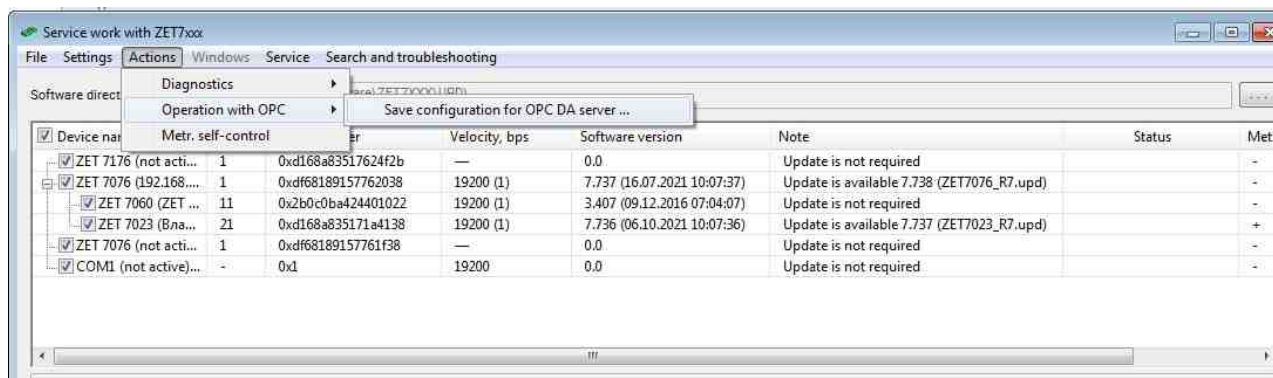 Service work with ZET7xxx
File Settings Actions Windows Service Search and troubleshooting
Diagnostics
Software direct
Operation with OPC Save configuration for OPC DA server ...
Metr. self-control
Device nar er Velocity, bps Software version Note Status Met
ZET 7176 (not acti... 1 0xd168a83517624f2b — 0.0 Update is not required -
ZET 7076 (192.168.... 1 0xdf68189157762038 19200 (1) 7.737 (16.07.2021 10:07:37) Update is available 7.738 (ZET7076_R7.upd) -
ZET 7060 (ZET ... 11 0x2b0c0ba424401022 19200 (1) 3.407 (09.12.2016 07:04:07) Update is not required -
ZET 7023 (Вла... 21 0xd168a835171a4138 19200 (1) 7.736 (06.10.2021 10:07:36) Update is available 7.737 (ZET7023_R7.upd) +
ZET 7076 (not acti... 1 0xdf68189157761f38 — 0.0 Update is not required -
COM1 (not active)... - 0x1 19200 0.0 Update is not required -